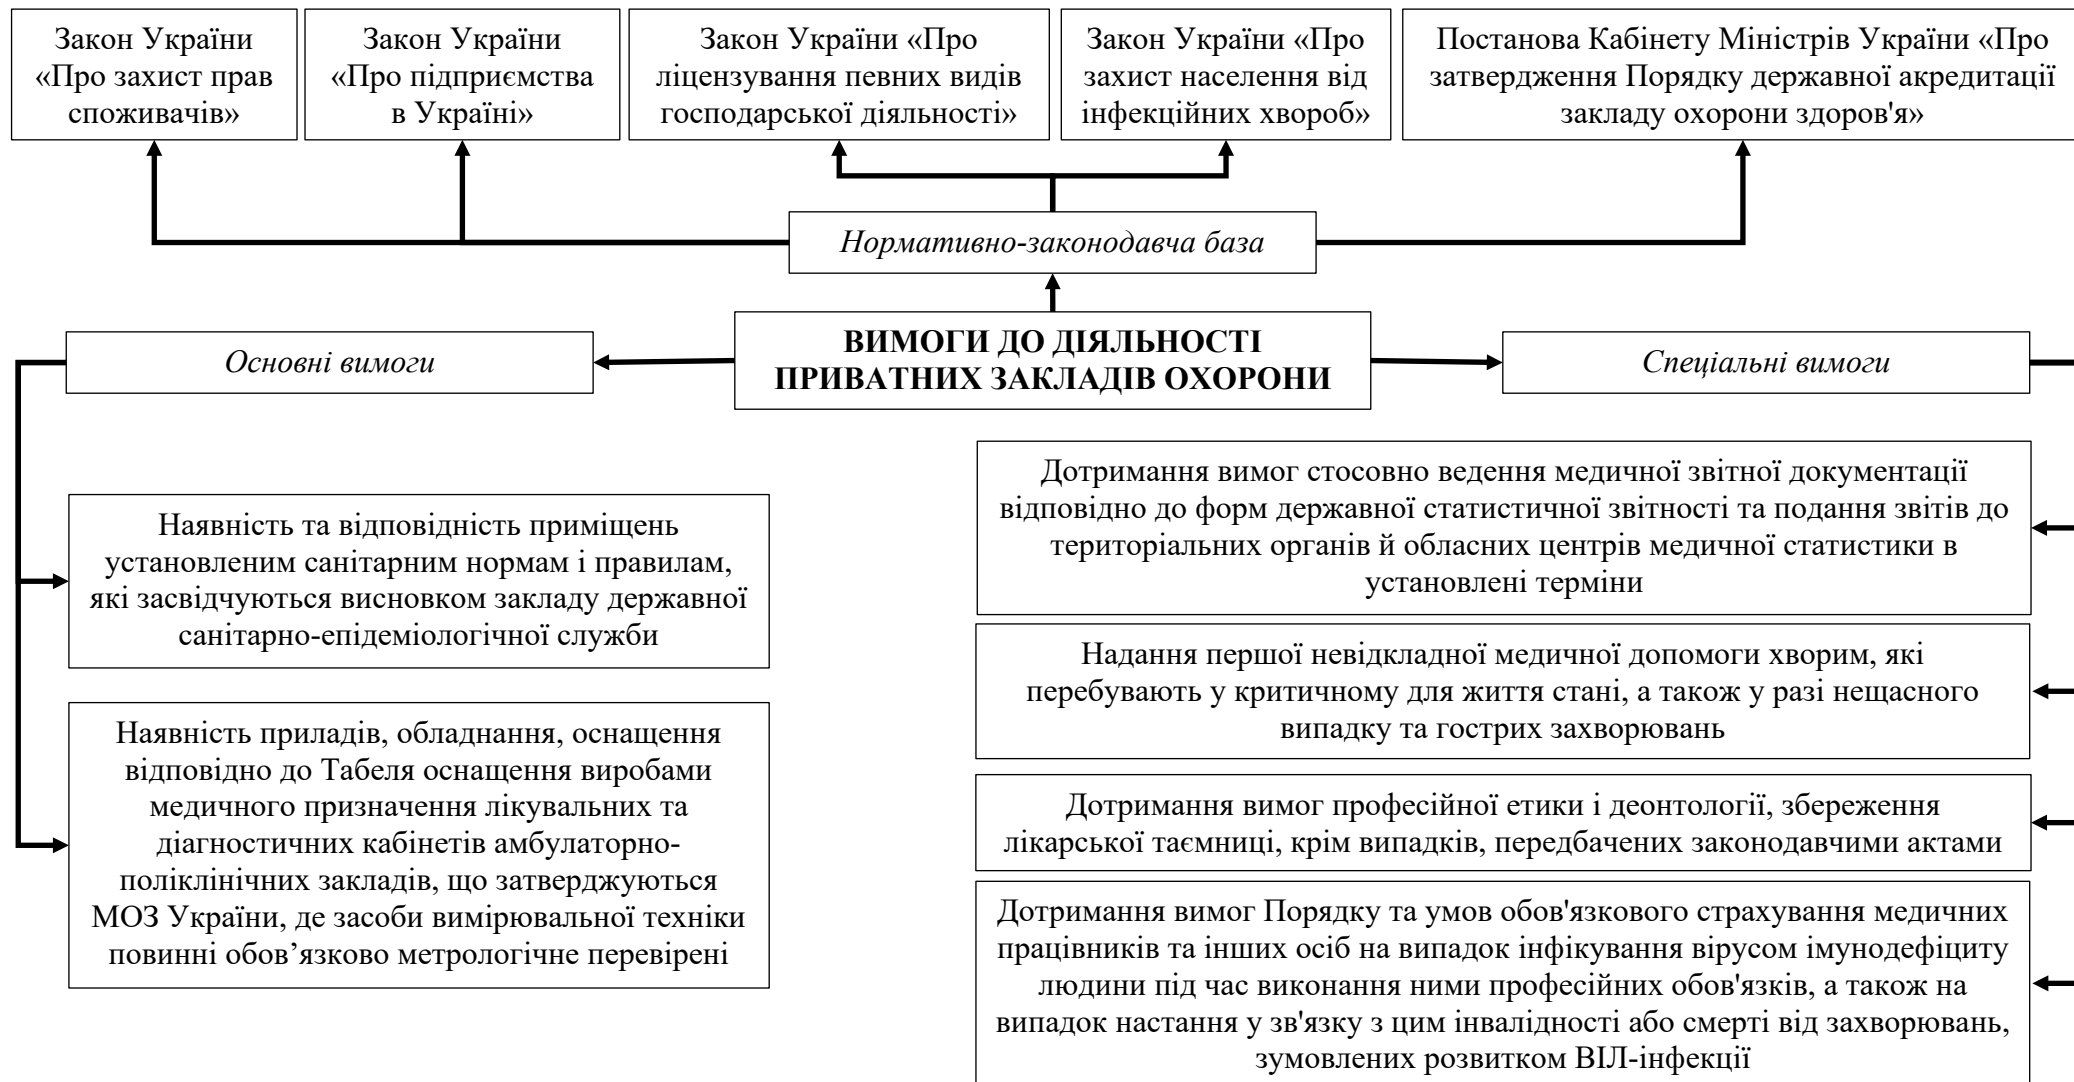 Закон України
«Про захист прав
споживачів»
Закон України
«Про підприємства
в Україні»
Закон України «Про
ліцензування певних видів
господарської діяльності»
Закон України «Про
захист населення від
інфекційних хвороб»
Постанова Кабінету Міністрів України «Про
затвердження Порядку державної акредитації
закладу охорони здоров'я»
Нормативно-законодавча база
ВИМОГИ ДО ДІЯЛЬНОСТІ
ПРИВАТНИХ ЗАКЛАДІВ ОХОРОНИ
Основні вимоги
Спеціальні вимоги
Наявність та відповідність приміщень
установленим санітарним нормам і правилам,
які засвідчуються висновком закладу державної
санітарно-епідеміологічної служби
Наявність приладів, обладнання, оснащення
відповідно до Табеля оснащення виробами
медичного призначення лікувальних та
діагностичних кабінетів амбулаторно-
поліклінічних закладів, що затверджуються
МОЗ України, де засоби вимірювальної техніки
повинні обов’язково метрологічне перевірені
Дотримання вимог стосовно ведення медичної звітної документації
відповідно до форм державної статистичної звітності та подання звітів до
територіальних органів й обласних центрів медичної статистики в
установлені терміни
Надання першої невідкладної медичної допомоги хворим, які
перебувають у критичному для життя стані, а також у разі нещасного
випадку та гострих захворювань
Дотримання вимог професійної етики і деонтології, збереження
лікарської таємниці, крім випадків, передбачених законодавчими актами
Дотримання вимог Порядку та умов обов'язкового страхування медичних
працівників та інших осіб на випадок інфікування вірусом імунодефіциту
людини під час виконання ними професійних обов'язків, а також на
випадок настання у зв'язку з цим інвалідності або смерті від захворювань,
зумовлених розвитком ВІЛ-інфекції